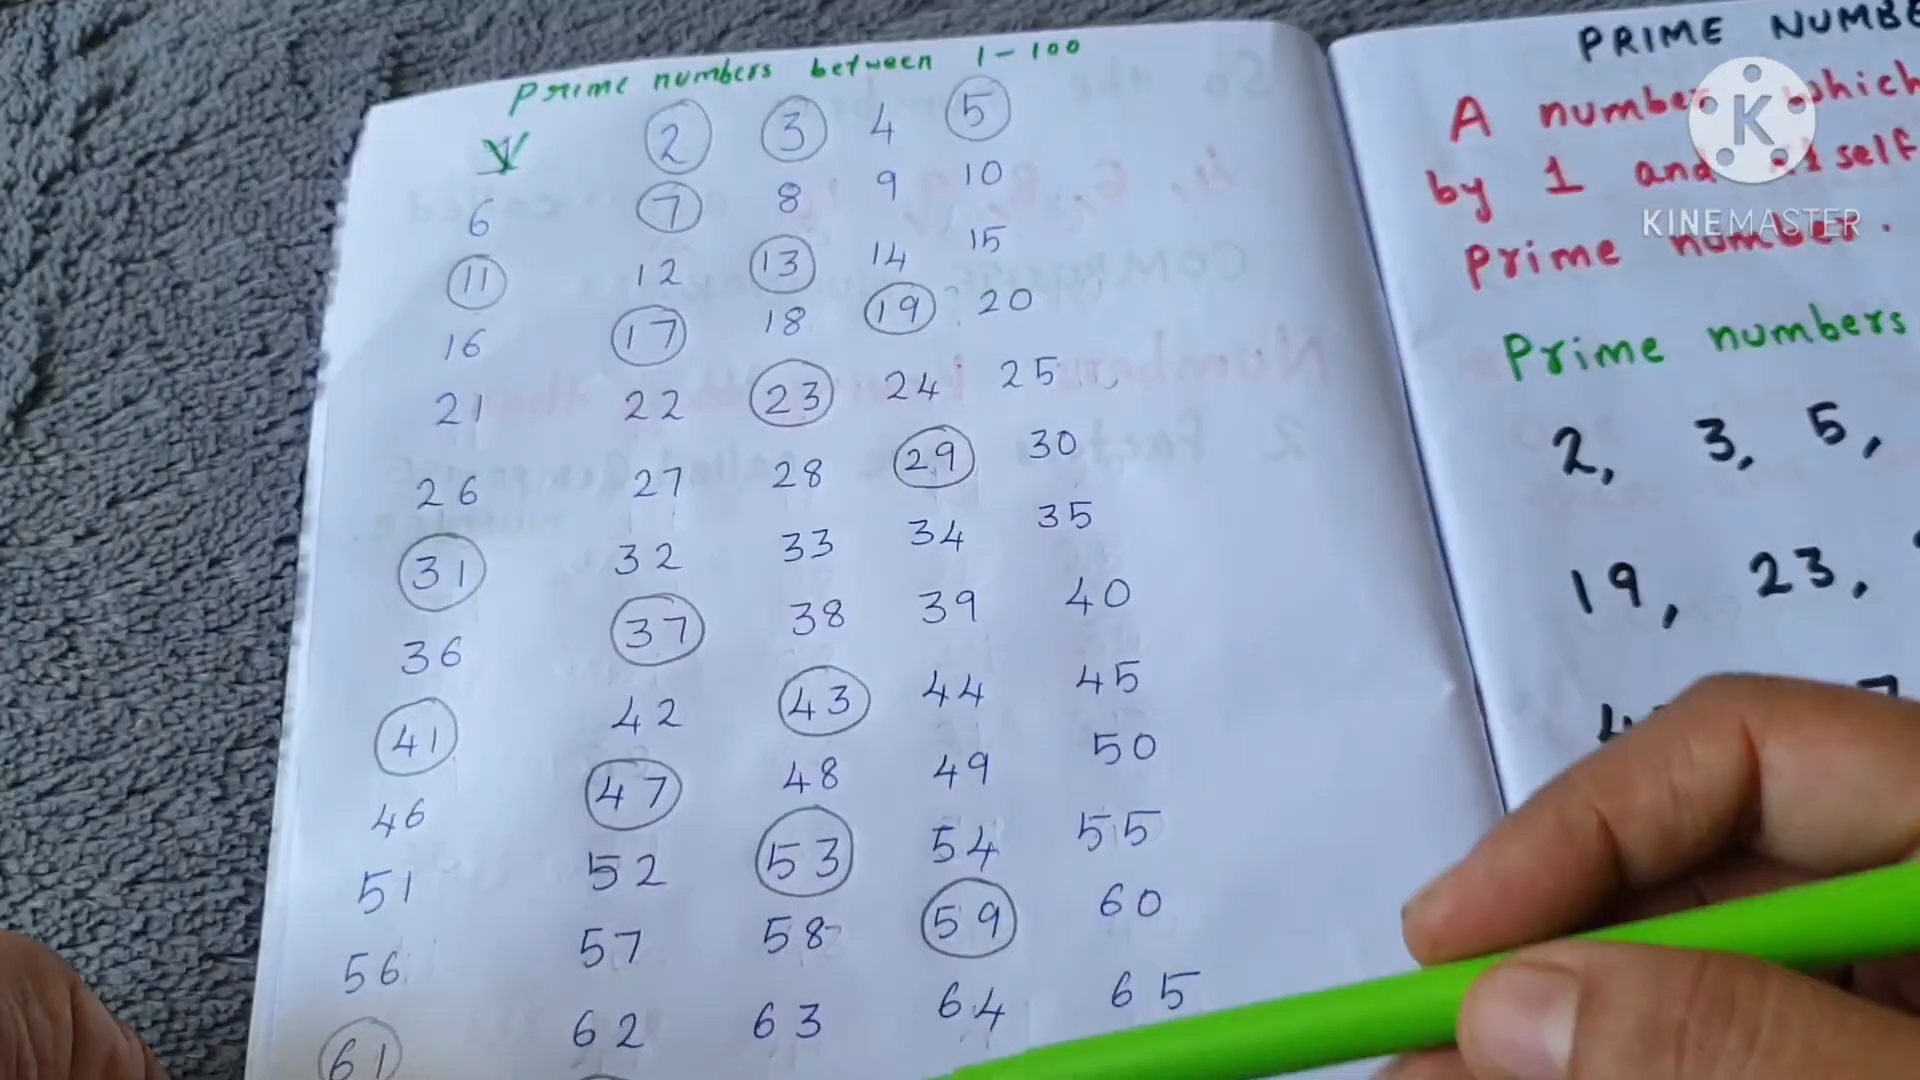 Prime numbers between 1-100
1 2 3 4 5
6 7 8 9 10
11 12 13 14 15
16 17 18 19 20
21 22 23 24 25
26 27 28 29 30
31 32 33 34 35
36 37 38 39 40
41 42 43 44 45
46 47 48 49 50
51 52 53 54 55
56 57 58 59 60
61 62 63 64 65
PRIME NUMBE
A number which
by 1 and itself
Prime number.
Prime numbers
2, 3, 5,
19, 23,
K
KINEMASTER